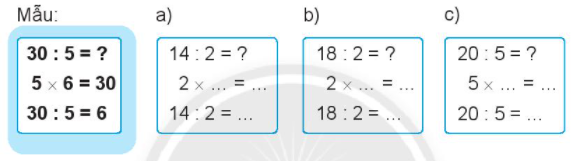 Mẫu:
30 : 5 = ?
5 × 6 = 30
30 : 5 = 6
a)
14 : 2 = ?
2 × ... = ...
14 : 2 = ...
b)
18 : 2 = ?
2 × ... = ...
18 : 2 = ...
c)
20 : 5 = ?
5 × ... = ...
20 : 5 = ...